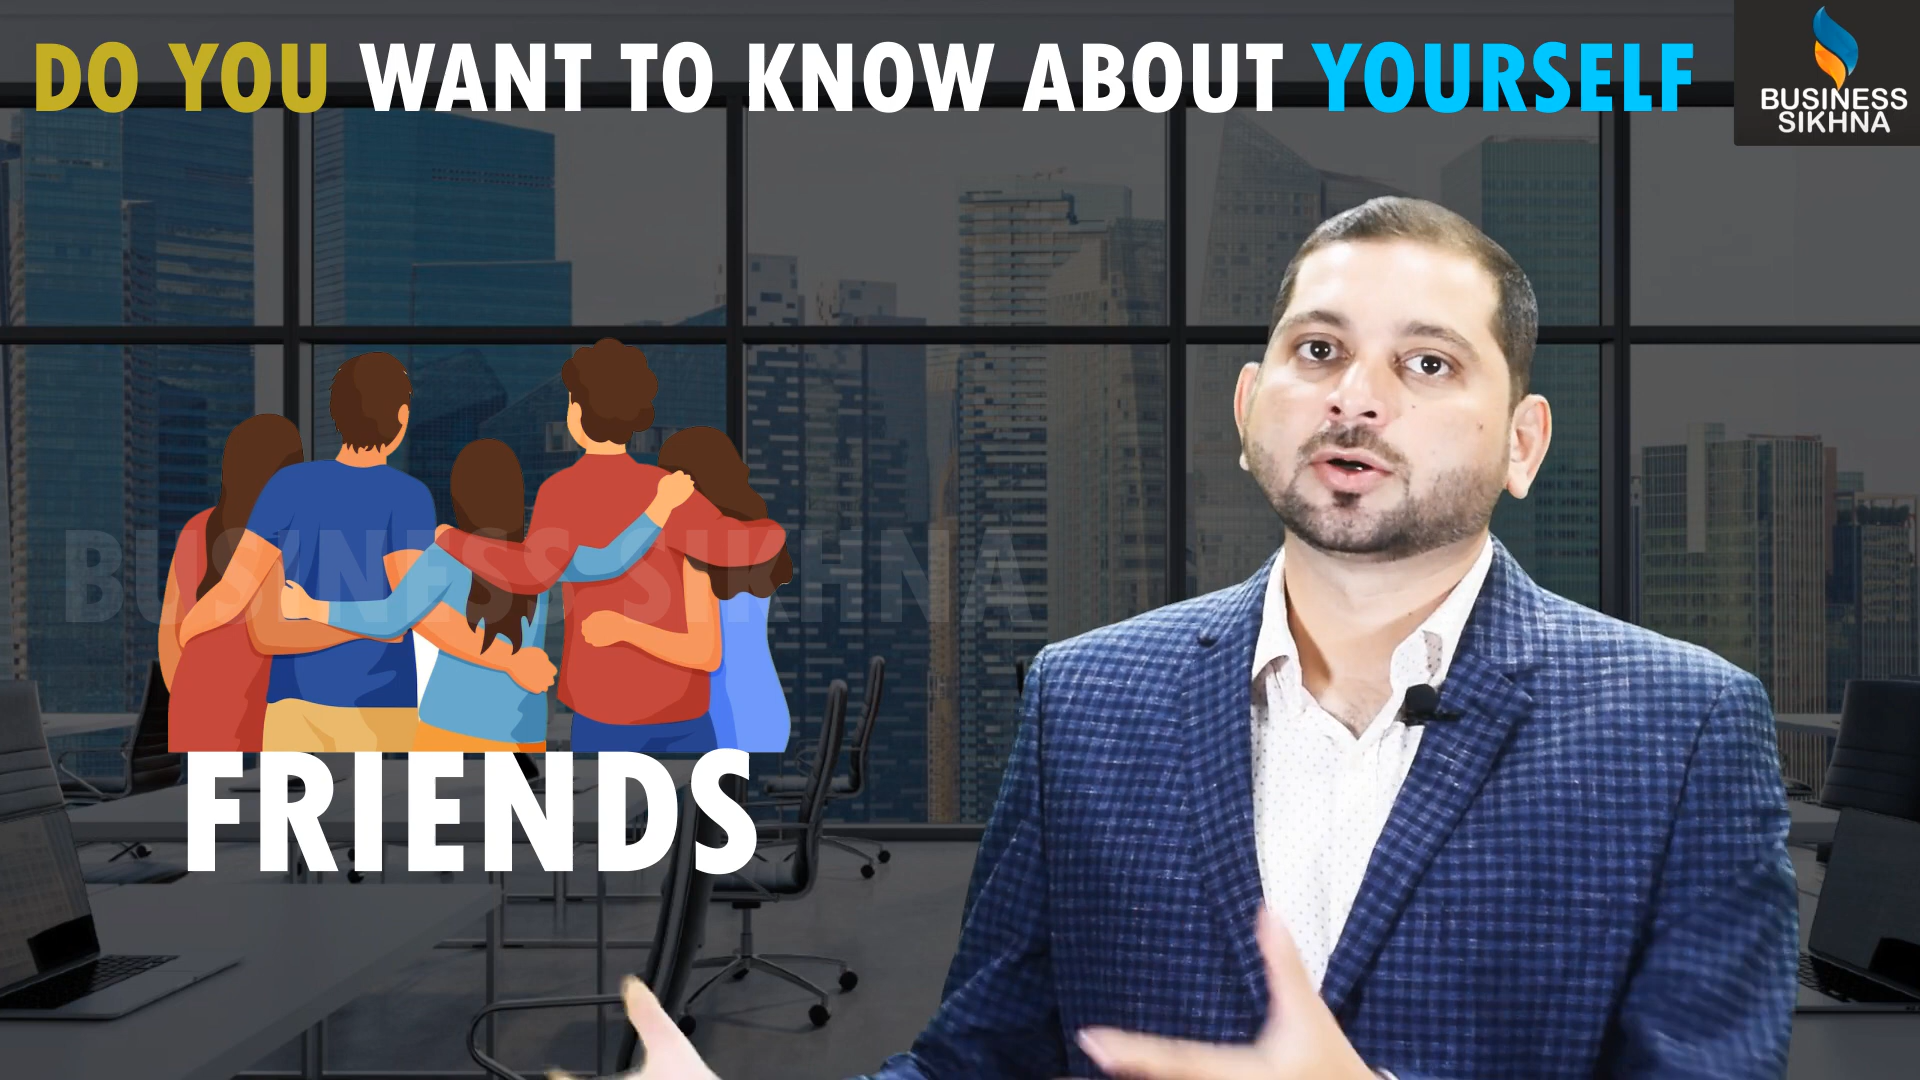 DO YOU WANT TO KNOW ABOUT YOURSELF
BUSINESS
SIKHNA
BUSINESS SIKHNA
FRIENDS